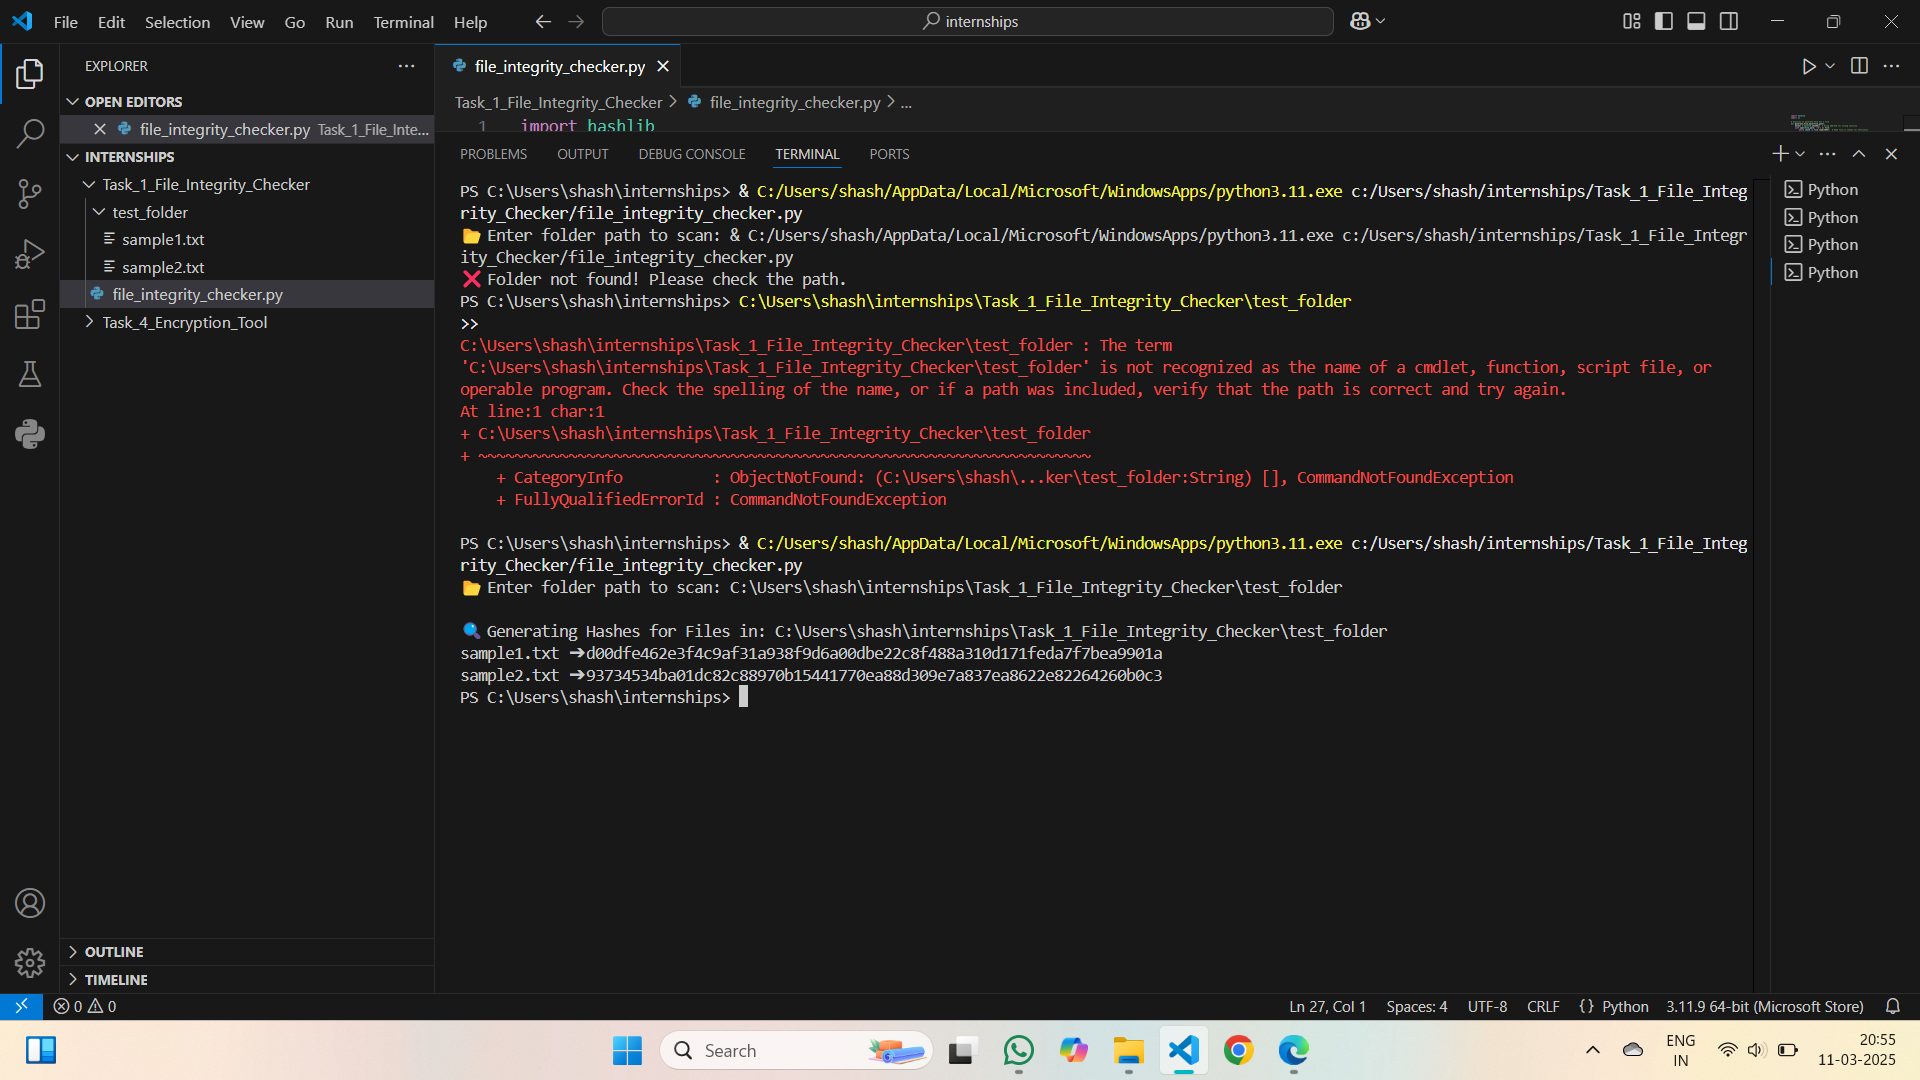 File Edit Selection View Go Run Terminal Help
internships
EXPLORER
OPEN EDITORS
file_integrity_checker.py Task_1_File_Inte...
INTERNSHIPS
Task_1_File_Integrity_Checker
test_folder
sample1.txt
sample2.txt
file_integrity_checker.py
Task_4_Encryption_Tool
OUTLINE
TIMELINE
file_integrity_checker.py
Task_1_File_Integrity_Checker > file_integrity_checker.py > ...
1 import hashlib
PROBLEMS OUTPUT DEBUG CONSOLE TERMINAL PORTS
PS C:\Users\shash\internships> & C:/Users/shash/AppData/Local/Microsoft/WindowsApps/python3.11.exe c:/Users/shash/internships/Task_1_File_Integ
rity_Checker/file_integrity_checker.py
📂 Enter folder path to scan: & C:/Users/shash/AppData/Local/Microsoft/WindowsApps/python3.11.exe c:/Users/shash/internships/Task_1_File_Integr
ity_Checker/file_integrity_checker.py
❌ Folder not found! Please check the path.
PS C:\Users\shash\internships> C:\Users\shash\internships\Task_1_File_Integrity_Checker\test_folder
>>
C:\Users\shash\internships\Task_1_File_Integrity_Checker\test_folder : The term
'C:\Users\shash\internships\Task_1_File_Integrity_Checker\test_folder' is not recognized as the name of a cmdlet, function, script file, or
operable program. Check the spelling of the name, or if a path was included, verify that the path is correct and try again.
At line:1 char:1
+ C:\Users\shash\internships\Task_1_File_Integrity_Checker\test_folder
+ ~~~~~~~~~~~~~~~~~~~~~~~~~~~~~~~~~~~~~~~~~~~~~~~~~~~~~~~~~~~~~~~~~~~~
+ CategoryInfo : ObjectNotFound: (C:\Users\shash\...ker\test_folder:String) [], CommandNotFoundException
+ FullyQualifiedErrorId : CommandNotFoundException
PS C:\Users\shash\internships> & C:/Users/shash/AppData/Local/Microsoft/WindowsApps/python3.11.exe c:/Users/shash/internships/Task_1_File_Integ
rity_Checker/file_integrity_checker.py
📂 Enter folder path to scan: C:\Users\shash\internships\Task_1_File_Integrity_Checker\test_folder
🔍 Generating Hashes for Files in: C:\Users\shash\internships\Task_1_File_Integrity_Checker\test_folder
sample1.txt ➔d00dfe462e3f4c9af31a938f9d6a00dbe22c8f488a310d171feda7f7bea9901a
sample2.txt ➔93734534ba01dc82c88970b15441770ea88d309e7a837ea8622e82264260b0c3
PS C:\Users\shash\internships>
Python
Python
Python
Python
0 0
Ln 27, Col 1 Spaces: 4 UTF-8 CRLF {} Python 3.11.9 64-bit (Microsoft Store)
Search
ENG
IN
20:55
11-03-2025